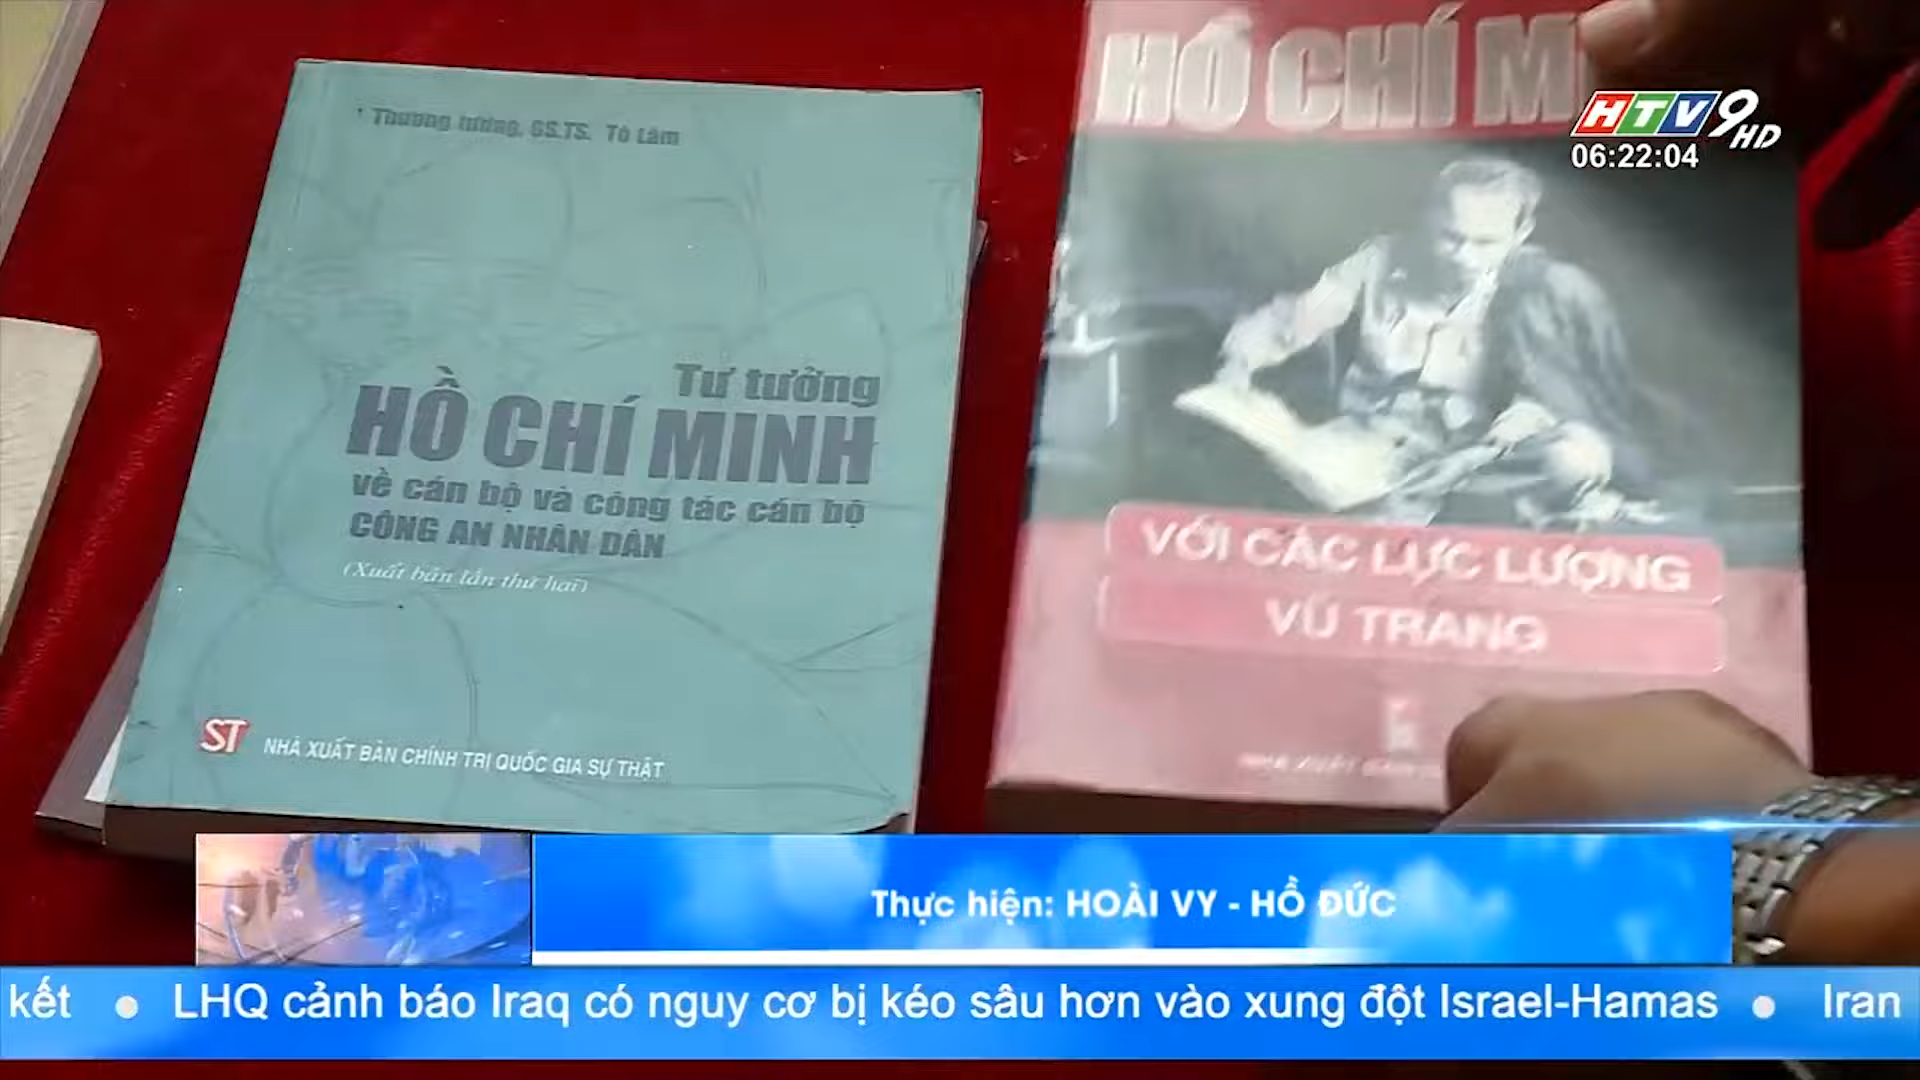 Thượng tướng, GS.TS. Tô Lâm
Tư tưởng
HỒ CHÍ MINH
về cán bộ và công tác cán bộ
CÔNG AN NHÂN DÂN
(Xuất bản lần thứ hai)
ST
NHÀ XUẤT BẢN CHÍNH TRỊ QUỐC GIA SỰ THẬT
HỒ CHÍ M
VỚI CÁC LỰC LƯỢNG
VŨ TRANG
NHÀ XUẤT BẢN
HTV9 HD
06:22:04
Thực hiện: HOÀI VY - HỒ ĐỨC
kết • LHQ cảnh báo Iraq có nguy cơ bị kéo sâu hơn vào xung đột Israel-Hamas • Iran